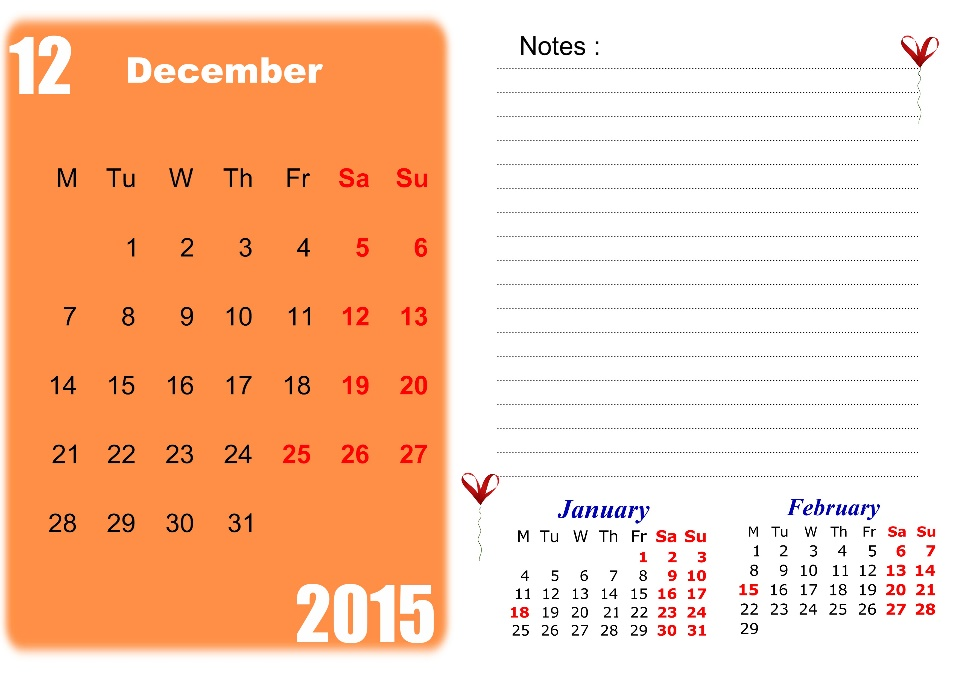 12
December
M Tu W Th Fr Sa Su
1 2 3 4 5 6
7 8 9 10 11 12 13
14 15 16 17 18 19 20
21 22 23 24 25 26 27
28 29 30 31
2015
Notes :
January
M Tu W Th Fr Sa Su
1 2 3
4 5 6 7 8 9 10
11 12 13 14 15 16 17
18 19 20 21 22 23 24
25 26 27 28 29 30 31
February
M Tu W Th Fr Sa Su
1 2 3 4 5 6 7
8 9 10 11 12 13 14
15 16 17 18 19 20 21
22 23 24 25 26 27 28
29